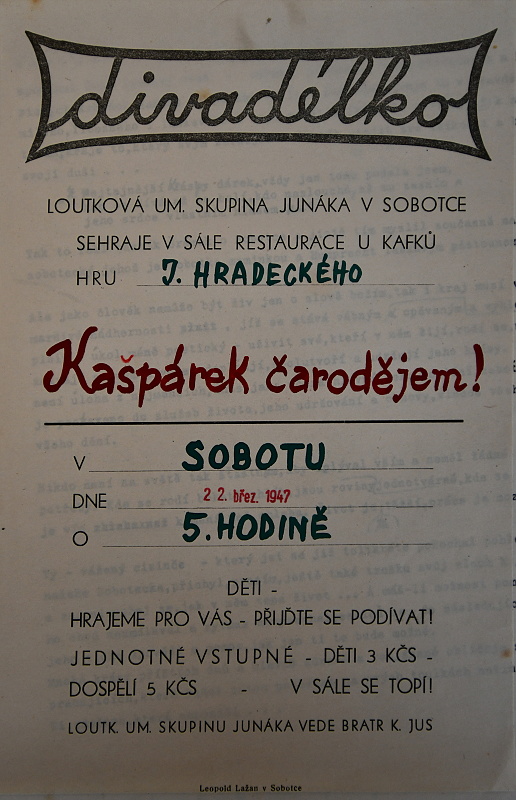 divadélko
LOUTKOVÁ UM. SKUPINA JUNÁKA V SOBOTCE
SEHRAJE V SÁLE RESTAURACE U KAFKŮ
HRU J. HRADECKÉHO
Kašpárek čarodějem!
V SOBOTU
DNE 22. břez. 1947
O 5. HODINĚ
DĚTI -
HRAJEME PRO VÁS - PŘIJĎTE SE PODÍVAT!
JEDNOTNÉ VSTUPNÉ - DĚTI 3 KČS -
DOSPĚLÍ 5 KČS - V SÁLE SE TOPÍ!
LOUTK. UM. SKUPINU JUNÁKA VEDE BRATR K. JUS
Leopold Lažan v Sobotce